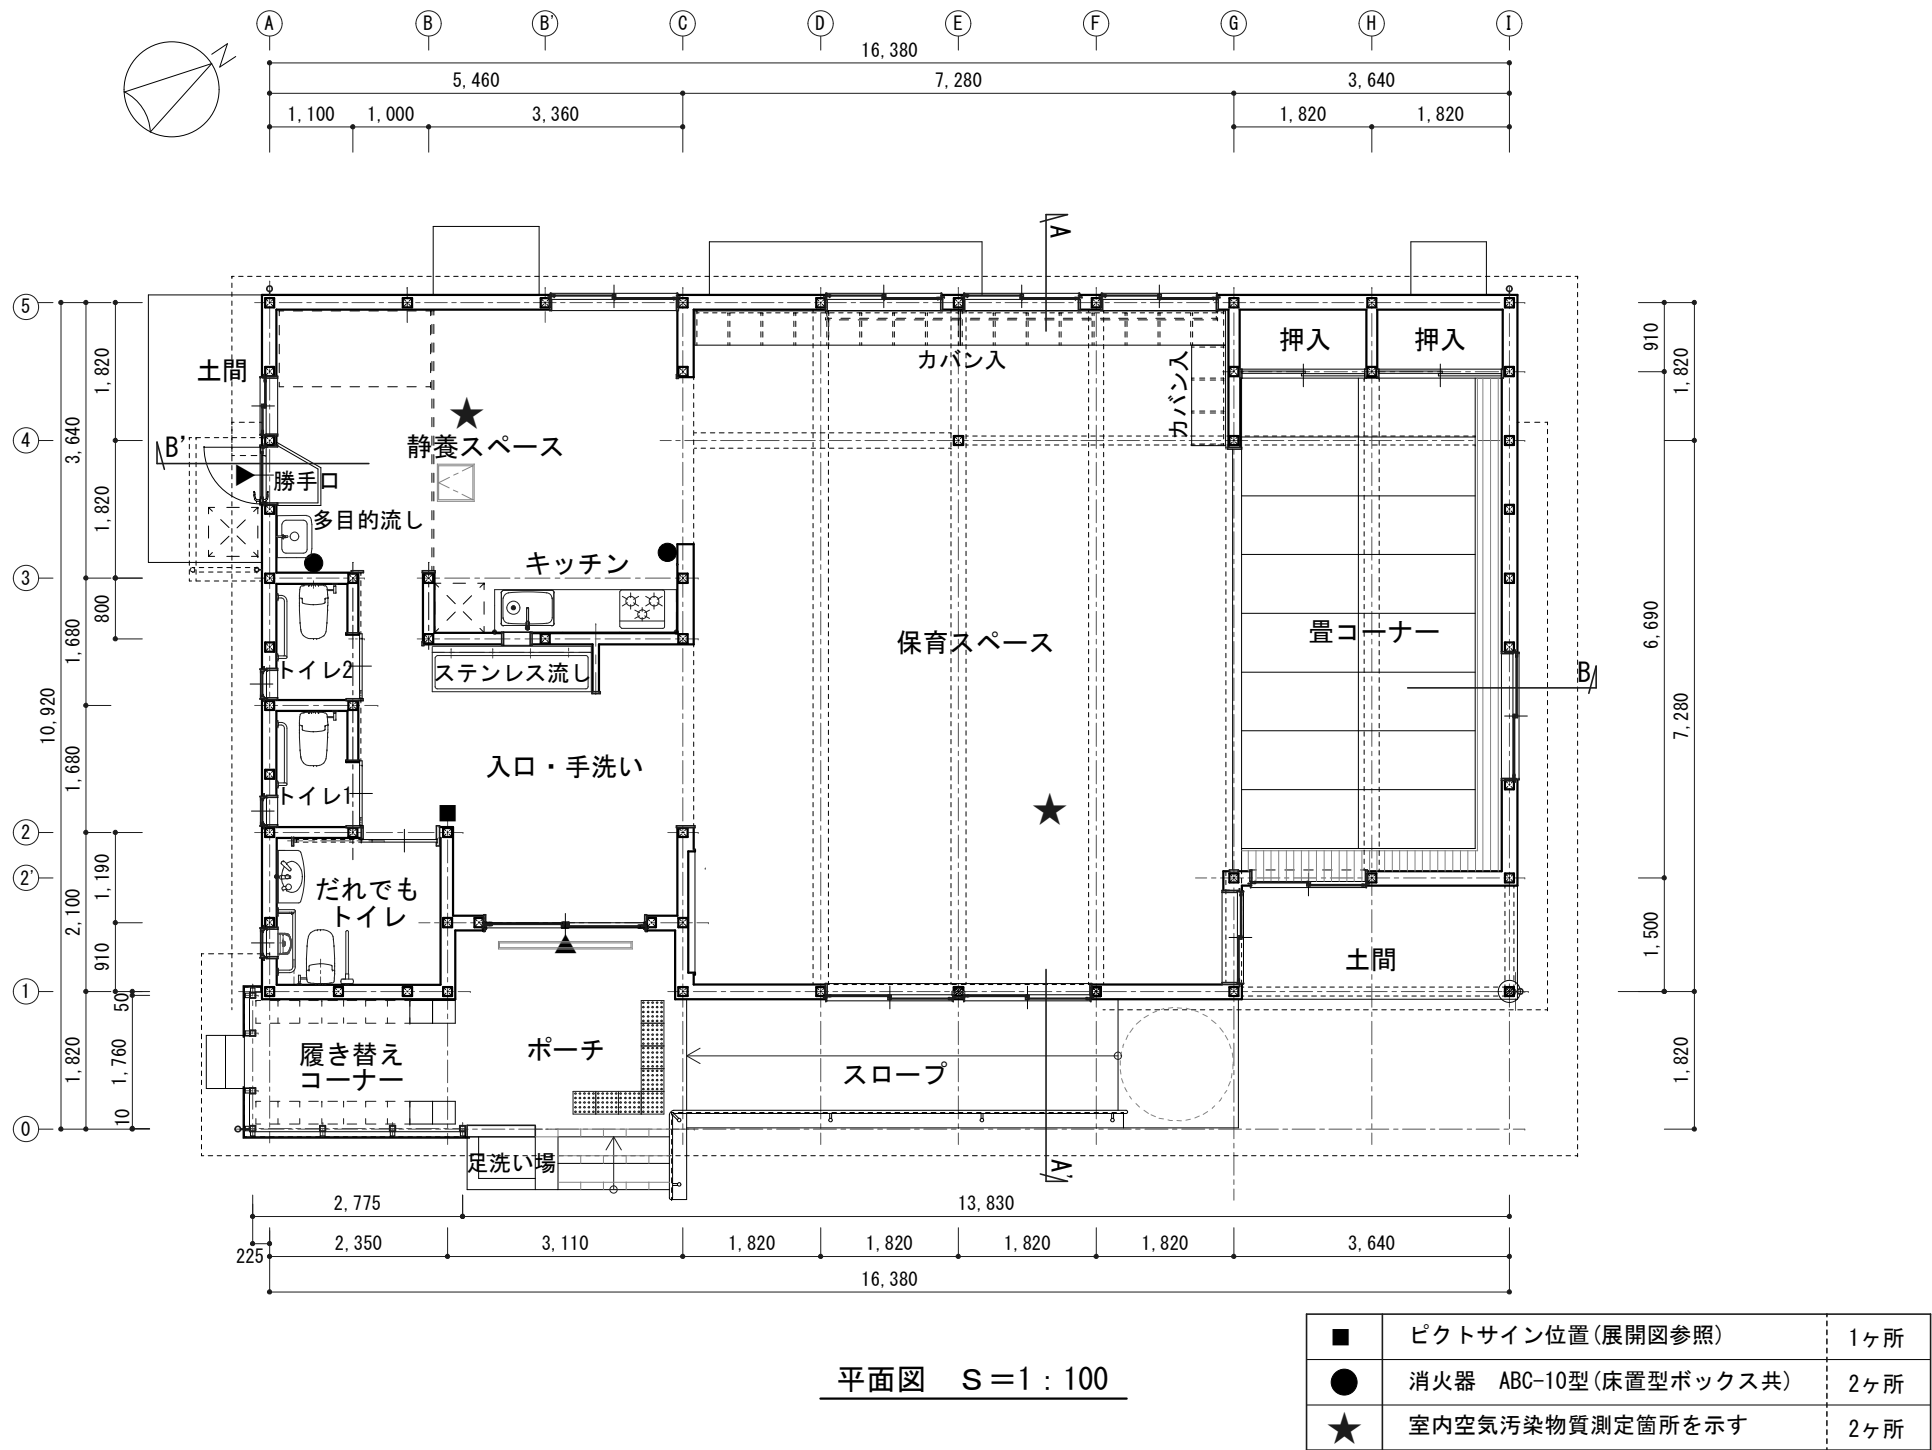 A B B' C D E F G H I
N
16,380
5,460 7,280 3,640
1,100 1,000 3,360 1,820 1,820
A
5
土間
押入 押入
カバン入
カバン入
910
1,820
1,820
3,640
静養スペース
4
B'
勝手口
1,820
多目的流し
キッチン
3
800
1,680
保育スペース
畳コーナー
6,690
トイレ2
ステンレス流し
B
10,920
7,280
1,680
入口・手洗い
トイレ1
2
2'
1,190
2,100
だれでも
トイレ
910
1,500
土間
1
50
1,820
1,760
10
履き替え
コーナー
ポーチ
スロープ
1,820
0
足洗い場
A'
2,775 13,830
225 2,350 3,110 1,820 1,820 1,820 1,820 3,640
16,380
平面図 S=1:100
■ ピクトサイン位置(展開図参照) 1ヶ所
● 消火器 ABC-10型(床置型ボックス共) 2ヶ所
★ 室内空気汚染物質測定箇所を示す 2ヶ所